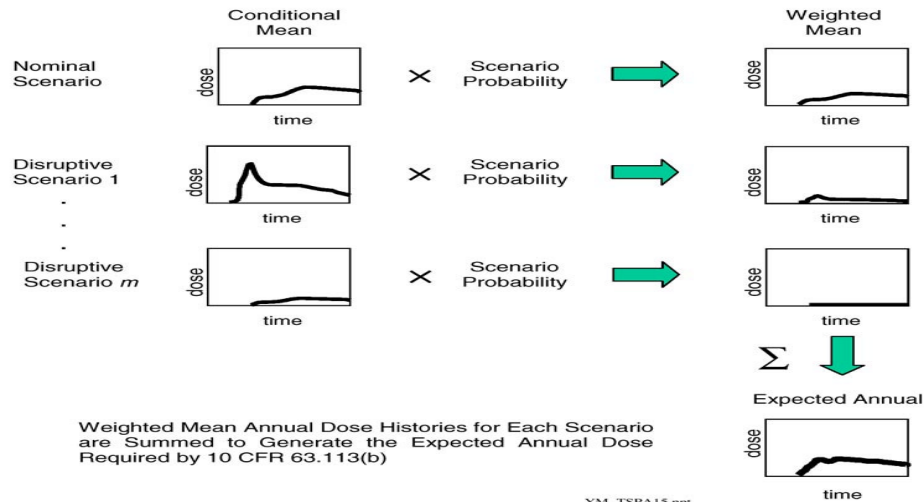 Conditional
Mean
Weighted
Mean
Nominal
Scenario
dose
time
×
Scenario
Probability
dose
time
Disruptive
Scenario 1
dose
time
×
Scenario
Probability
dose
time
.
.
.
Disruptive
Scenario m
dose
time
×
Scenario
Probability
dose
time
Σ
Expected Annual
dose
time
Weighted Mean Annual Dose Histories for Each Scenario
are Summed to Generate the Expected Annual Dose
Required by 10 CFR 63.113(b)
YM_TSPA15.ppt